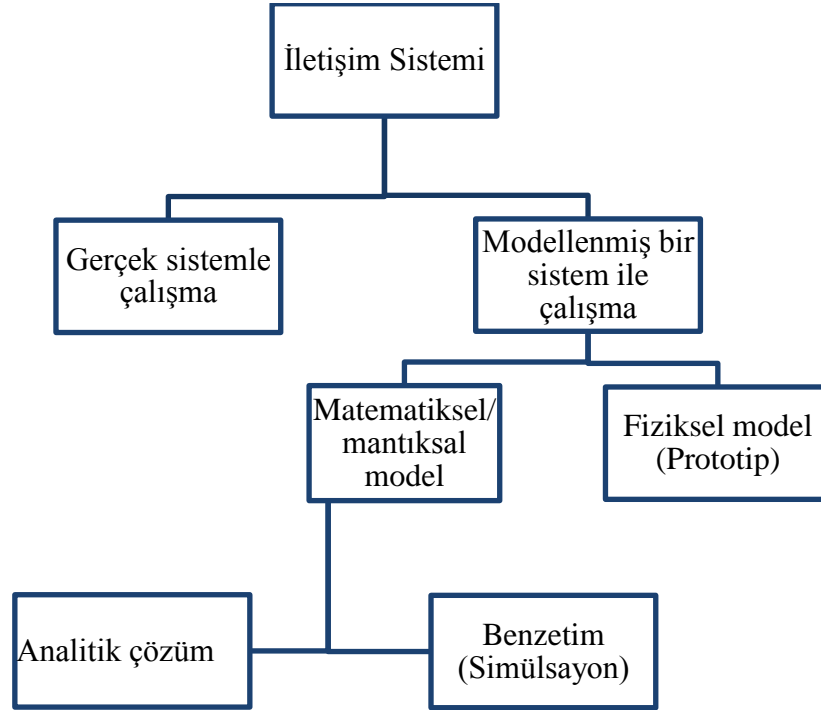 İletişim Sistemi
Gerçek sistemle
çalışma
Modellenmiş bir
sistem ile
çalışma
Matematiksel/
mantıksal
model
Fiziksel model
(Prototip)
Analitik çözüm
Benzetim
(Simülsayon)